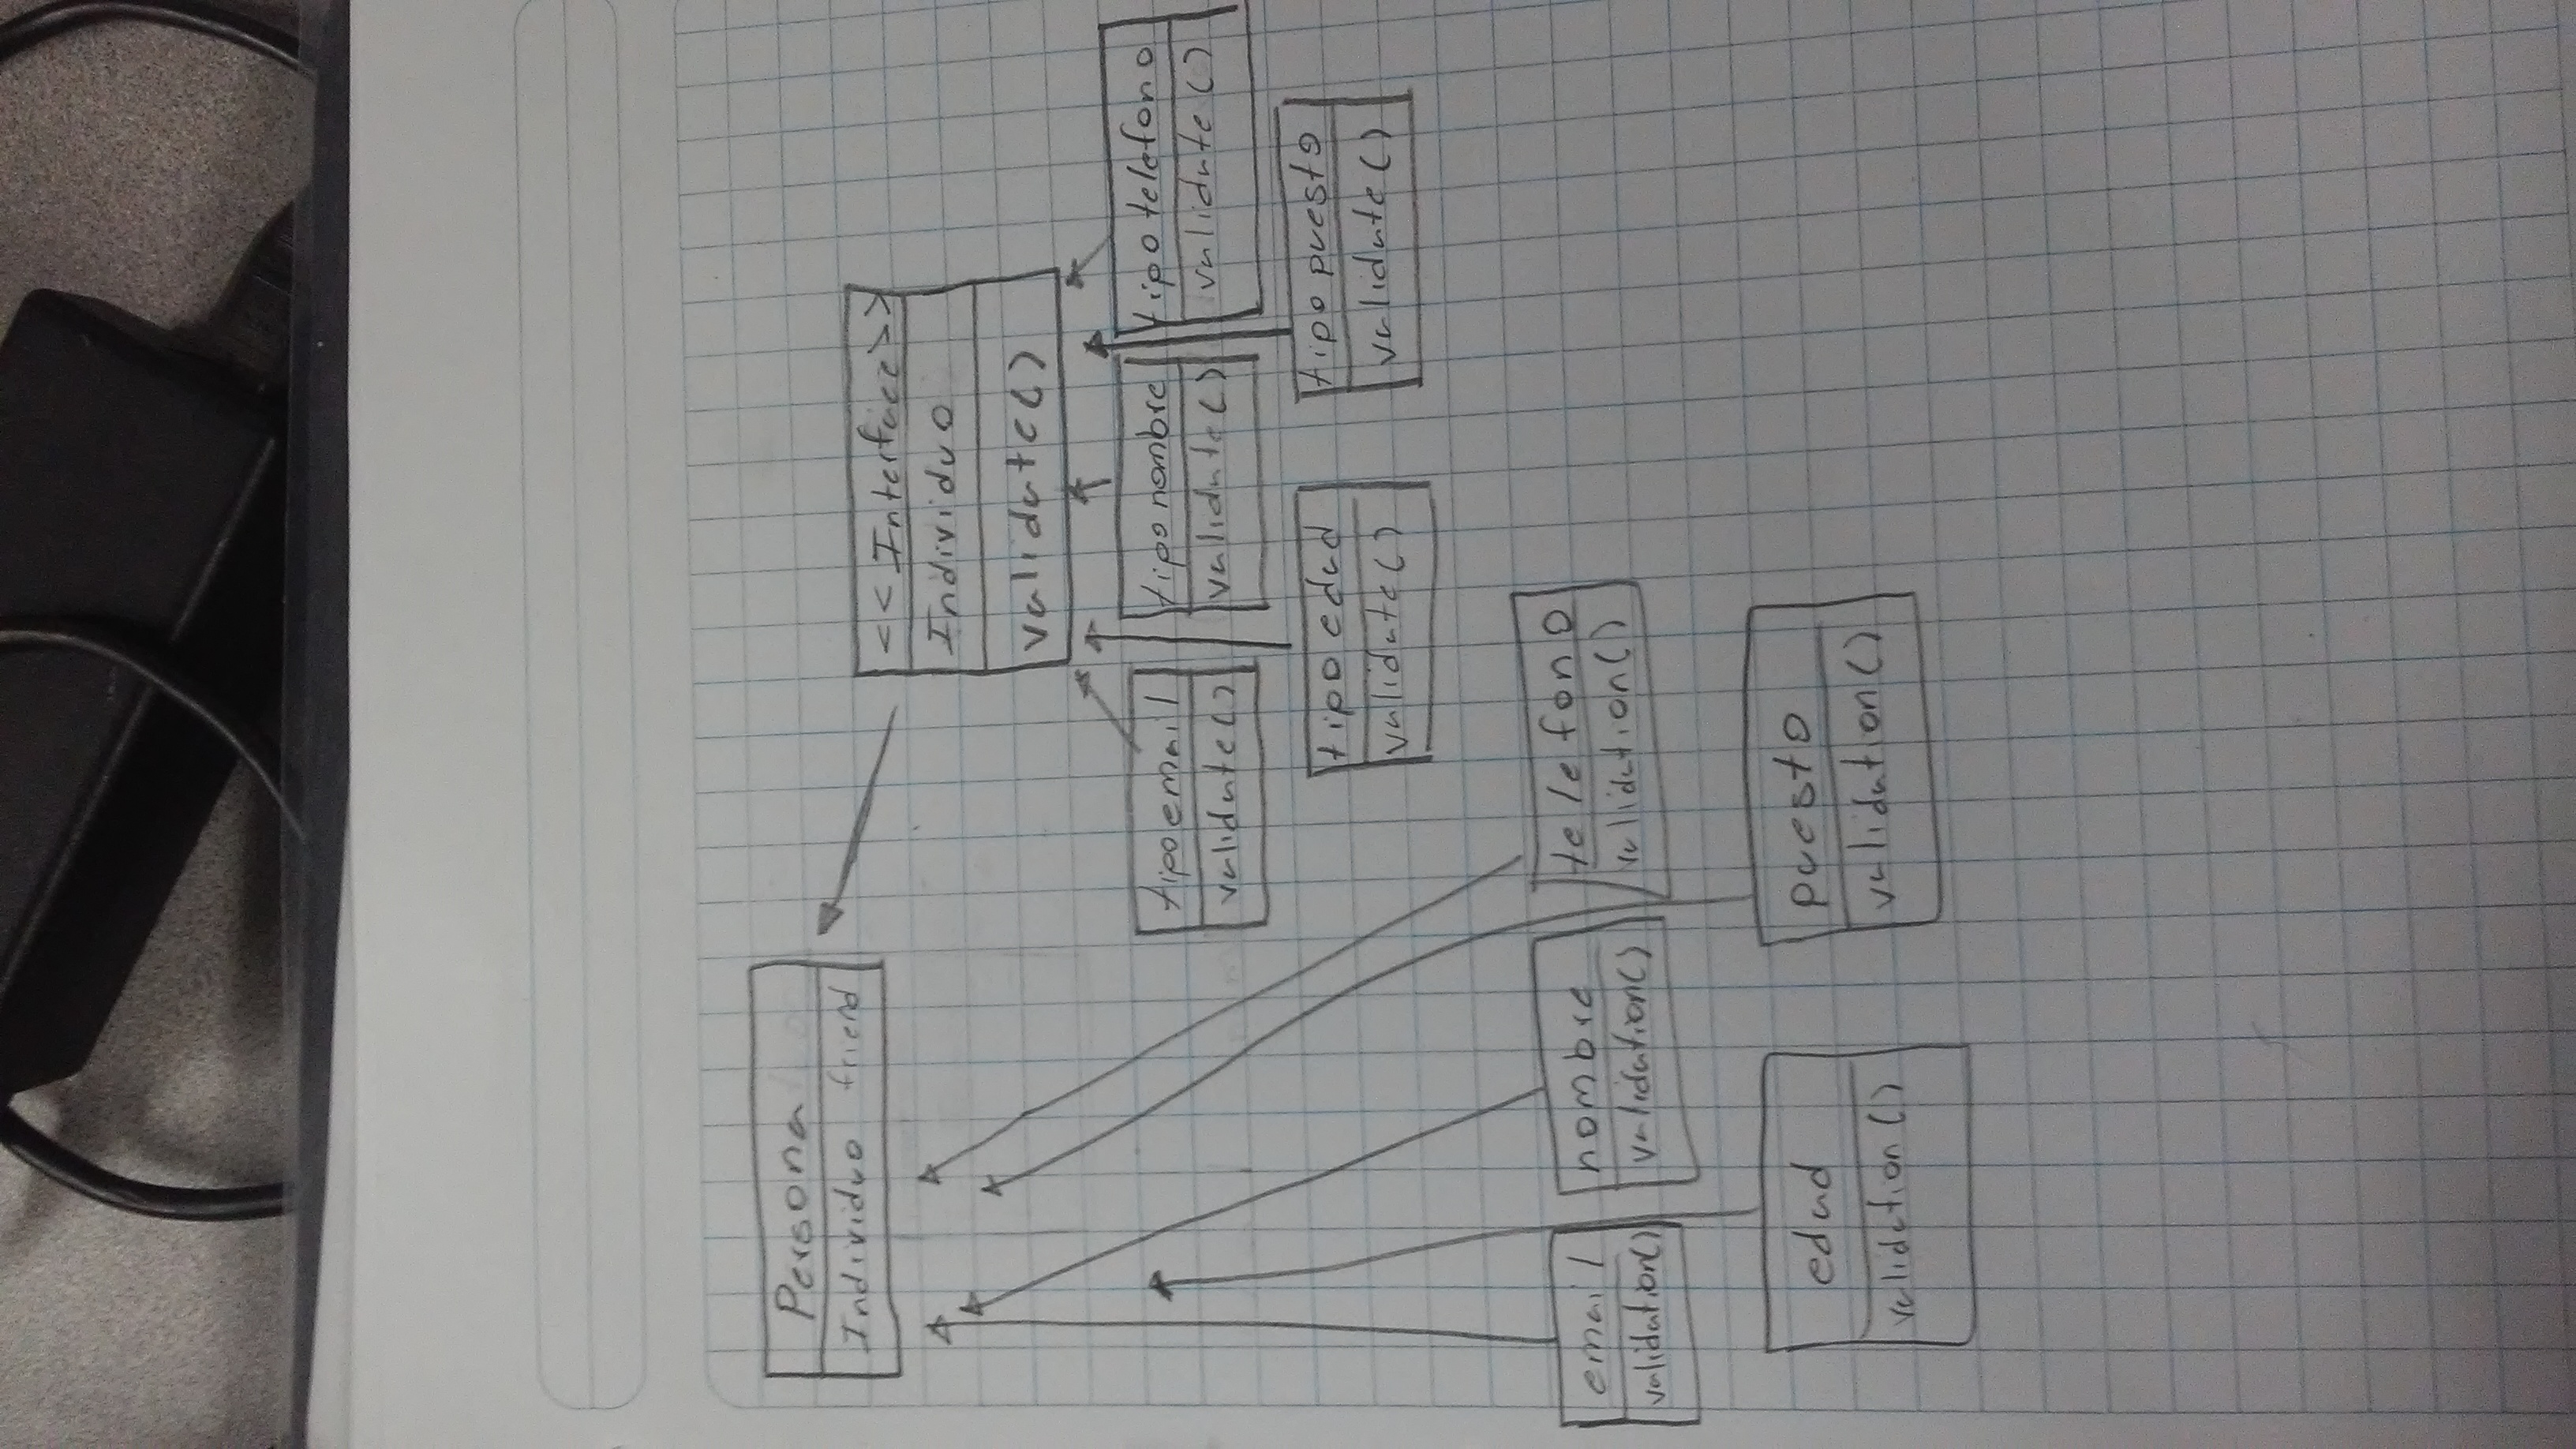 Persona
Individuo friend
<<Interface>>
Individuo
validate()
tipo email
validate()
tipo nombre
validate()
tipo telefono
validate()
tipo edad
validate()
tipo puesto
validate()
email
validation()
nombre
validation()
telefono
validation()
edad
validation()
puesto
validation()